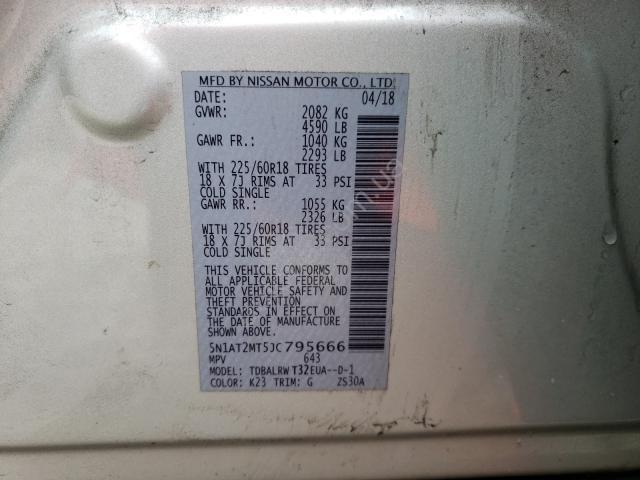 MFD BY NISSAN MOTOR CO., LTD.
DATE: 04/18
GVWR: 2082 KG
4590 LB
GAWR FR.: 1040 KG
2293 LB
WITH 225/60R18 TIRES
18 X 7J RIMS AT 33 PSI
COLD SINGLE
GAWR RR.: 1055 KG
2326 LB
WITH 225/60R18 TIRES
18 X 7J RIMS AT 33 PSI
COLD SINGLE
THIS VEHICLE CONFORMS TO
ALL APPLICABLE FEDERAL
MOTOR VEHICLE SAFETY AND
THEFT PREVENTION
STANDARDS IN EFFECT ON
THE DATE OF MANUFACTURE
SHOWN ABOVE.
5N1AT2MT5JC795666
MPV 643
MODEL: TDBALRW T32EUA--D-1
COLOR: K23 TRIM: G ZS30A